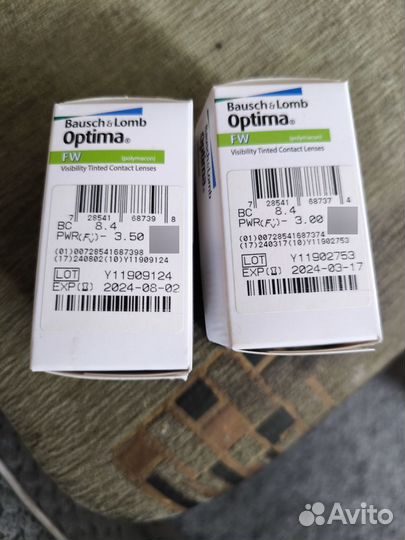 Bausch & Lomb
Optima®
FW (polymacon)
Visibility Tinted Contact Lenses
7 28541 68739 8
BC 8.4
PWR(F'v)- 3.50
(01)00728541687398
(17)240802(10)Y11909124
LOT Y11909124
EXP 2024-08-02
Bausch & Lomb
Optima®
FW (polymacon)
Visibility Tinted Contact Lenses
7 28541 68737 4
BC 8.4
PWR(F'v)- 3.00
(01)00728541687374
(17)240317(10)Y11902753
LOT Y11902753
EXP 2024-03-17
Bausch & Lomb
Avito